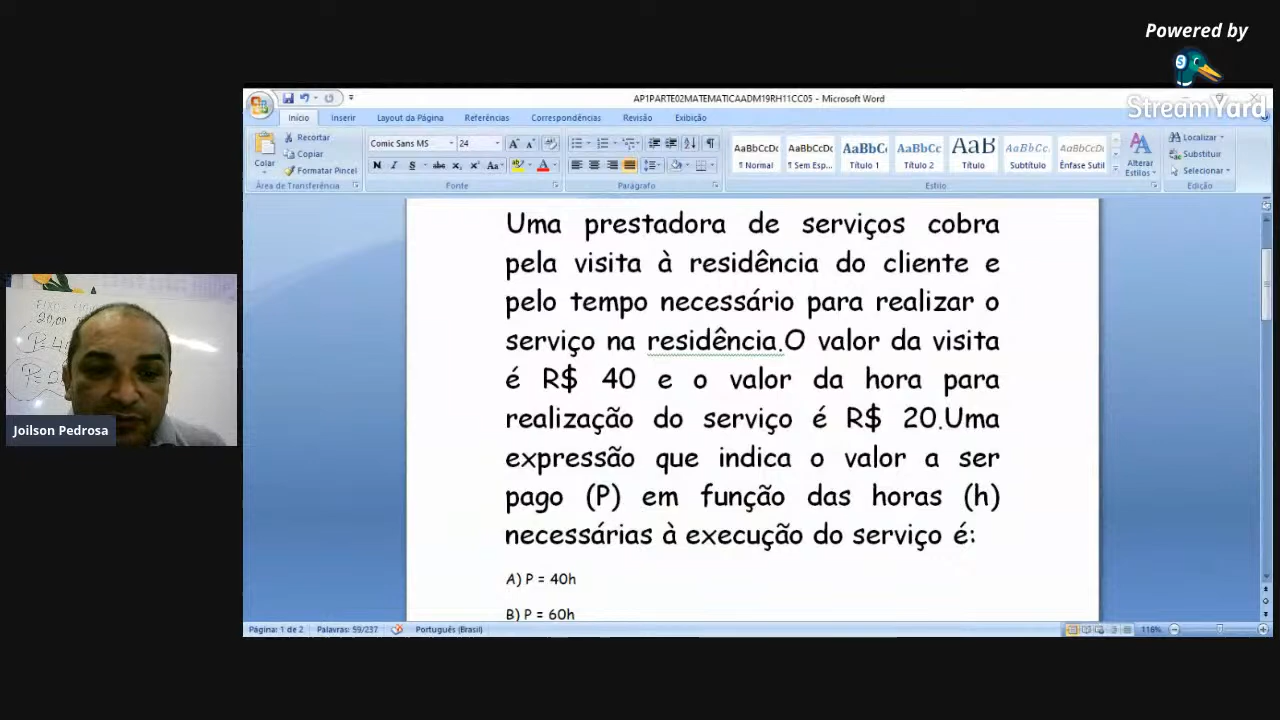 Powered by
StreamYard
AP1PARTE02MATEMATICAADM19RH11CC05 - Microsoft Word
Início Inserir Layout da Página Referências Correspondências Revisão Exibição
Colar
Recortar
Copiar
Formatar Pincel
Área de Transferência
Comic Sans MS 24
Fonte
Parágrafo
AaBbCcDc AaBbCcDc AaBbC AaBbCc AaB AaBbCc. AaBbCcDc
¶ Normal ¶ Sem Esp... Título 1 Título 2 Título Subtítulo Ênfase Sutil
Alterar Estilos
Estilo
Localizar
Substituir
Selecionar
Edição
Uma prestadora de serviços cobra
pela visita à residência do cliente e
pelo tempo necessário para realizar o
serviço na residência.O valor da visita
é R$ 40 e o valor da hora para
realização do serviço é R$ 20.Uma
expressão que indica o valor a ser
pago (P) em função das horas (h)
necessárias à execução do serviço é:
A) P = 40h
B) P = 60h
20,00
Joilson Pedrosa
Página: 1 de 2 Palavras: 59/237 Português (Brasil) 116%